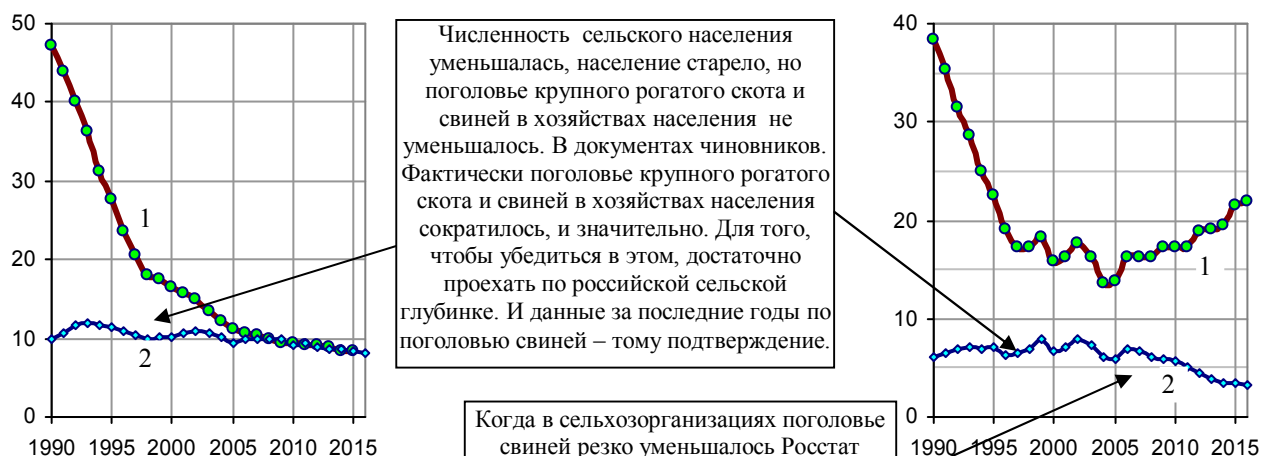 50
40
30
20
10
0
1990 1995 2000 2005 2010 2015
1
2
Численность сельского населения
уменьшалась, население старело, но
поголовье крупного рогатого скота и
свиней в хозяйствах населения не
уменьшалось. В документах чиновников.
Фактически поголовье крупного рогатого
скота и свиней в хозяйствах населения
сократилось, и значительно. Для того,
чтобы убедиться в этом, достаточно
проехать по российской сельской
глубинке. И данные за последние годы по
поголовью свиней – тому подтверждение.
Когда в сельхозорганизациях поголовье
свиней резко уменьшалось Росстат
40
30
20
10
0
1990 1995 2000 2005 2010 2015
1
2